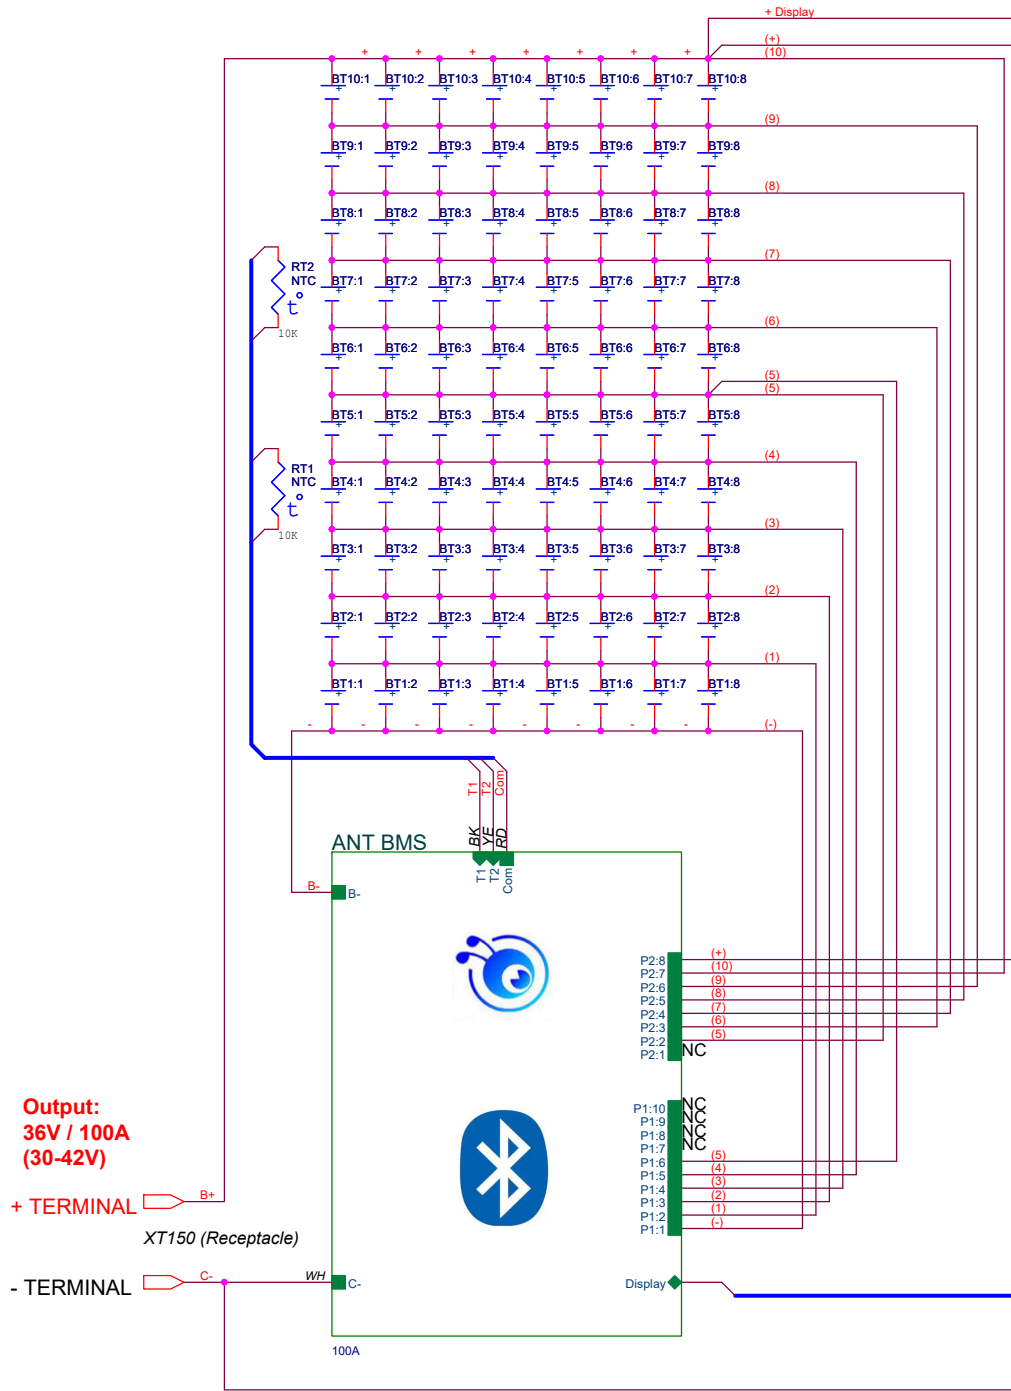 + Display
(+)
(10)
+ + + + + + +
BT10:1 BT10:2 BT10:3 BT10:4 BT10:5 BT10:6 BT10:7 BT10:8
+ + + + + + + +
(9)
BT9:1 BT9:2 BT9:3 BT9:4 BT9:5 BT9:6 BT9:7 BT9:8
+ + + + + + + +
(8)
BT8:1 BT8:2 BT8:3 BT8:4 BT8:5 BT8:6 BT8:7 BT8:8
+ + + + + + + +
(7)
RT2
NTC
t°
10K
BT7:1 BT7:2 BT7:3 BT7:4 BT7:5 BT7:6 BT7:7 BT7:8
+ + + + + + + +
(6)
BT6:1 BT6:2 BT6:3 BT6:4 BT6:5 BT6:6 BT6:7 BT6:8
+ + + + + + + +
(5)
(5)
BT5:1 BT5:2 BT5:3 BT5:4 BT5:5 BT5:6 BT5:7 BT5:8
+ + + + + + + +
(4)
RT1
NTC
t°
10K
BT4:1 BT4:2 BT4:3 BT4:4 BT4:5 BT4:6 BT4:7 BT4:8
+ + + + + + + +
(3)
BT3:1 BT3:2 BT3:3 BT3:4 BT3:5 BT3:6 BT3:7 BT3:8
+ + + + + + + +
(2)
BT2:1 BT2:2 BT2:3 BT2:4 BT2:5 BT2:6 BT2:7 BT2:8
+ + + + + + + +
(1)
BT1:1 BT1:2 BT1:3 BT1:4 BT1:5 BT1:6 BT1:7 BT1:8
+ + + + + + + +
- - - - - - - - (-)
T1 T2 Com
BK YE RD
ANT BMS
T1 T2 Com
B- B-
P2:8 (+)
P2:7 (10)
P2:6 (9)
P2:5 (8)
P2:4 (7)
P2:3 (6)
P2:2 (5)
P2:1 NC
P1:10 NC
P1:9 NC
P1:8 NC
P1:7 NC
P1:6 (5)
P1:5 (4)
P1:4 (3)
P1:3 (2)
P1:2 (1)
P1:1 (-)
Output:
36V / 100A
(30-42V)
+ TERMINAL B+
XT150 (Receptacle)
- TERMINAL C- WH C-
Display
100A